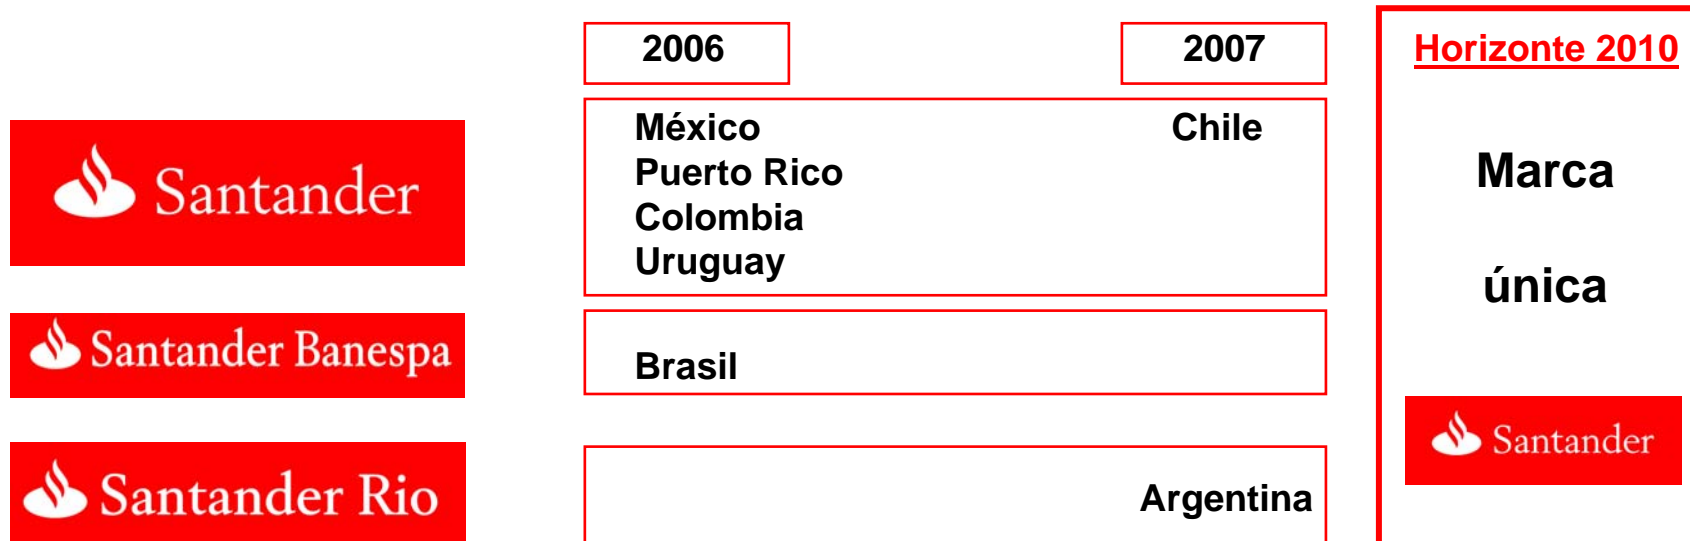 2006 2007
Horizonte 2010
Santander
México Chile
Puerto Rico
Colombia
Uruguay
Marca
única
Santander Banespa
Brasil
Santander
Santander Rio
Argentina